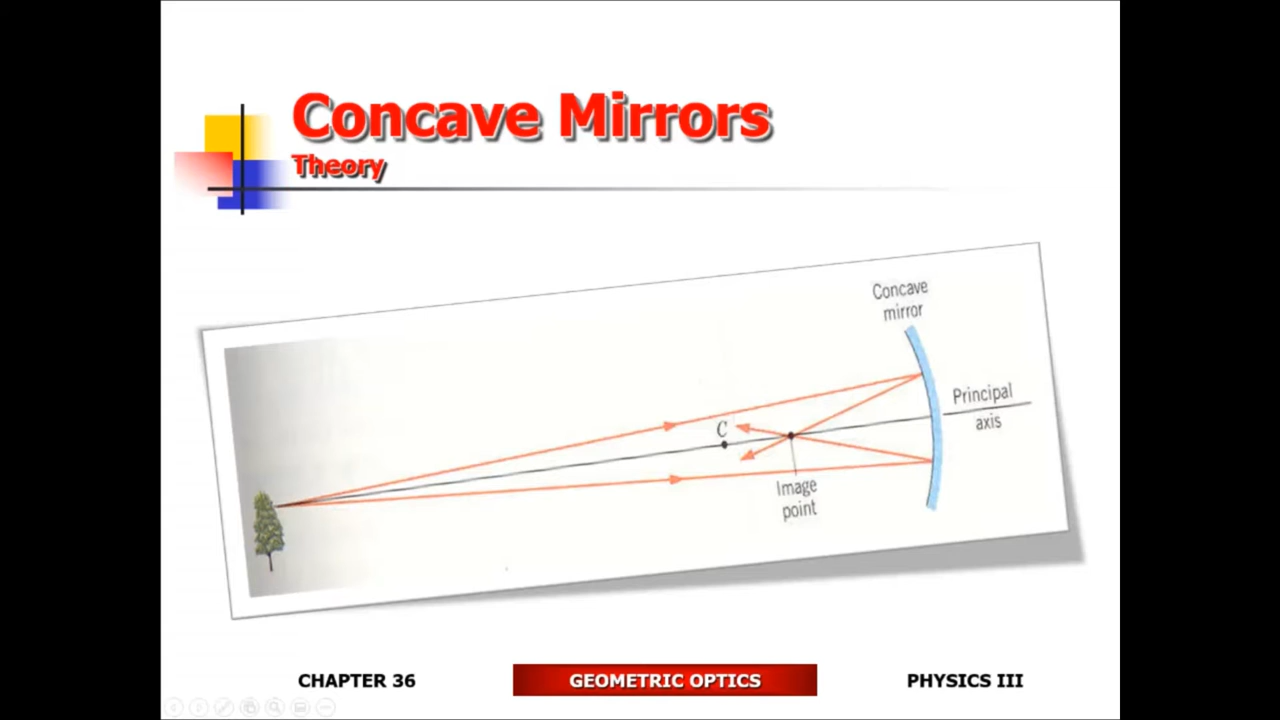 Concave Mirrors
Theory
Concave
mirror
Principal
axis
C
Image
point
CHAPTER 36
GEOMETRIC OPTICS
PHYSICS III